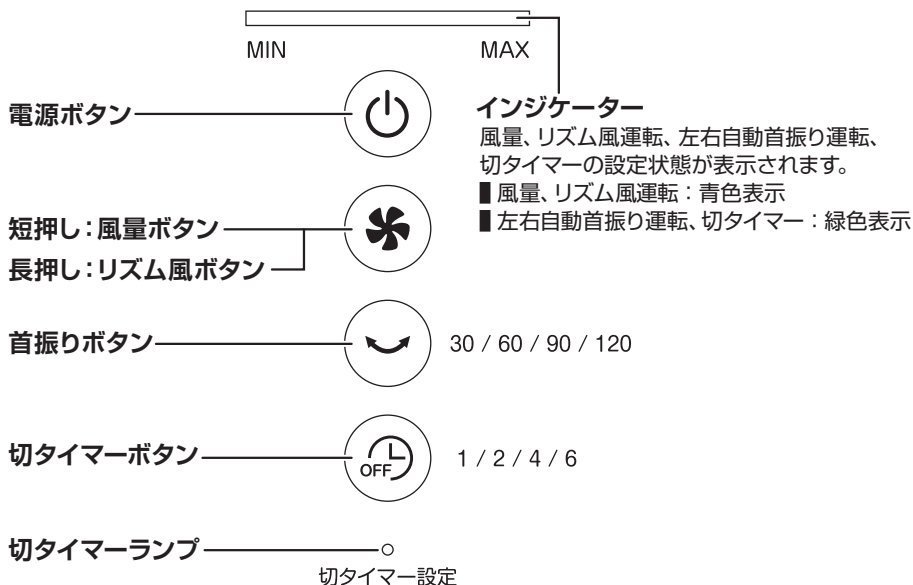 MIN MAX
電源ボタン
インジケーター
風量、リズム風運転、左右自動首振り運転、
切タイマーの設定状態が表示されます。
■風量、リズム風運転：青色表示
■左右自動首振り運転、切タイマー：緑色表示
短押し：風量ボタン
長押し：リズム風ボタン
首振りボタン
30 / 60 / 90 / 120
切タイマーボタン
OFF
1 / 2 / 4 / 6
切タイマーランプ
切タイマー設定